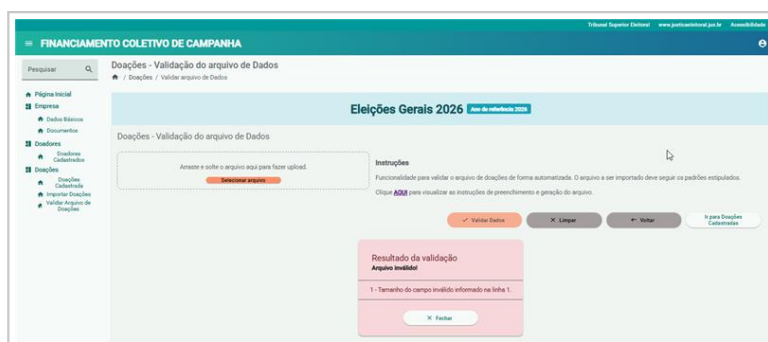 Tribunal Superior Eleitoral www.justicaeleitoral.jus.br Acessibilidade
FINANCIAMENTO COLETIVO DE CAMPANHA
Pesquisar
Doações - Validação do arquivo de Dados
/ Doações / Validar arquivo de Dados
Página Inicial
Empresa
Dados Básicos
Documentos
Doadores
Doadores
Cadastrados
Doações
Doações
Cadastrada
Importar Doações
Validar Arquivo de
Doações
Eleições Gerais 2026 Ano de referência 2026
Doações - Validação do arquivo de Dados
Arraste e solte o arquivo aqui para fazer upload.
Selecionar arquivo
Instruções
Funcionalidade para validar o arquivo de doações de forma automatizada. O arquivo a ser importado deve seguir os padrões estipulados.
Clique AQUI para visualizar as instruções de preenchimento e geração do arquivo.
Validar Dados
Limpar
Voltar
Ir para Doações
Cadastradas
Resultado da validação
Arquivo inválido!
1 - Tamanho do campo inválido informado na linha 1.
Fechar